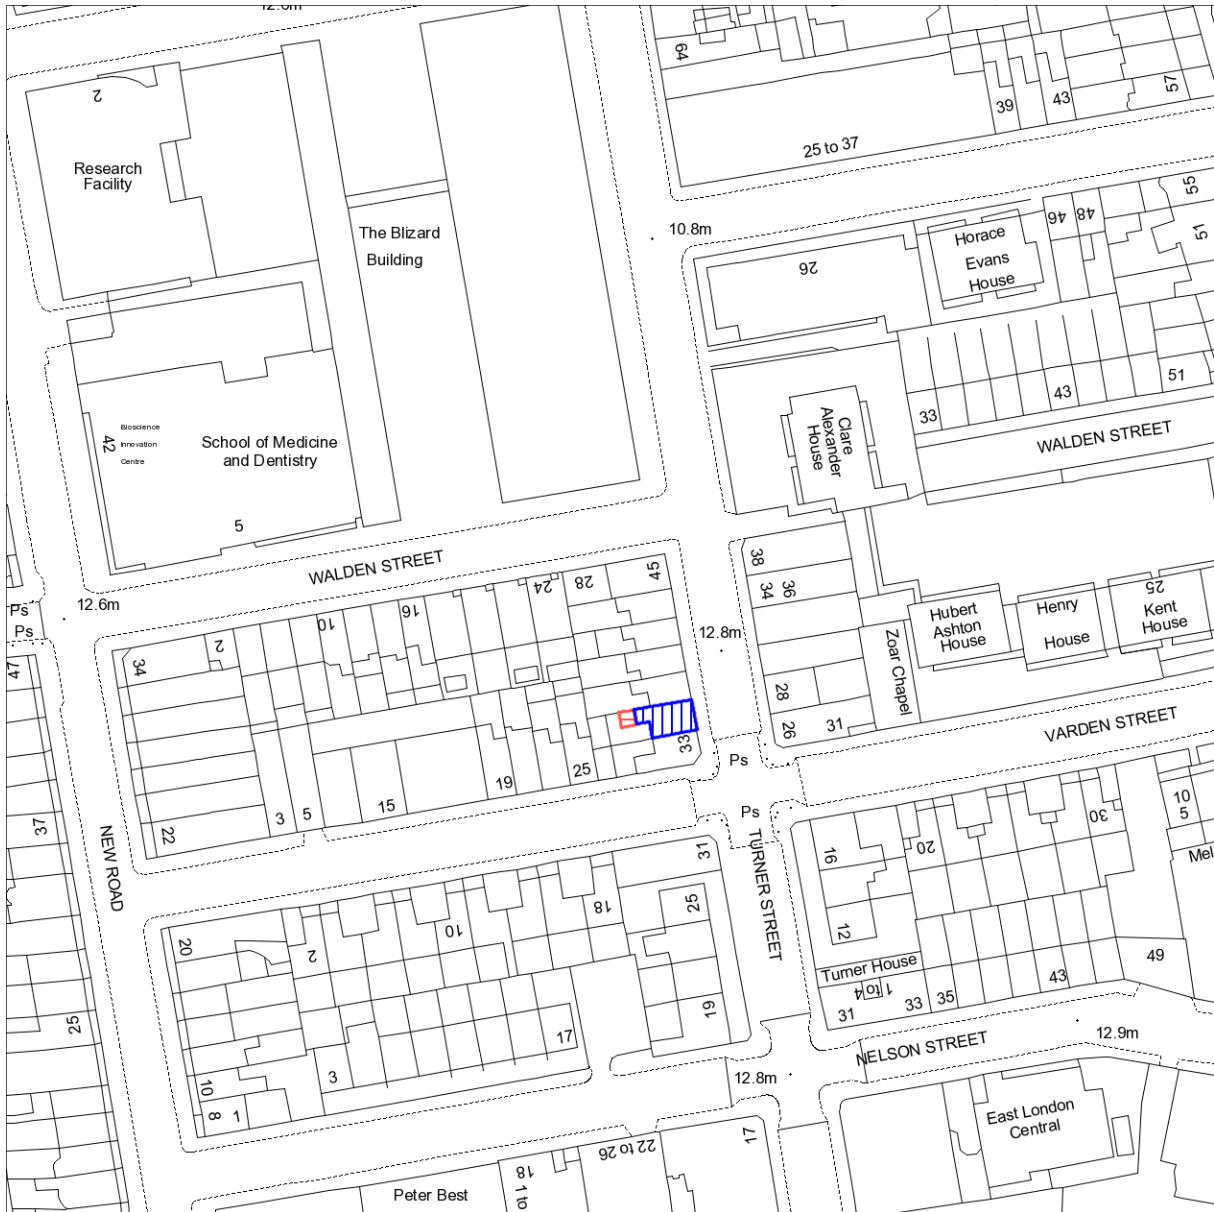 12.6m
2
Research
Facility
64
39
43
57
25 to 37
The Blizard
Building
10.8m
26
Horace
Evans
House
46
48
55
51
33
43
51
WALDEN STREET
42
Bioscience
Innovation
Centre
School of Medicine
and Dentistry
5
Clare
Alexander
House
WALDEN STREET
12.6m
Ps
Ps
47
34
2
10
16
24
28
45
38
34
36
12.8m
28
26
31
Zoar Chapel
Hubert
Ashton
House
Henry
House
25
Kent
House
VARDEN STREET
33
25
19
15
5
3
22
37
NEW ROAD
Ps
Ps
TURNER STREET
16
12
20
30
10
5
Mel
31
20
2
10
18
25
19
17
25
10
8
1
3
Turner House
1 to 4
31
33
35
43
49
NELSON STREET
12.9m
12.8m
East London
Central
17
22 to 26
18
1 to
Peter Best